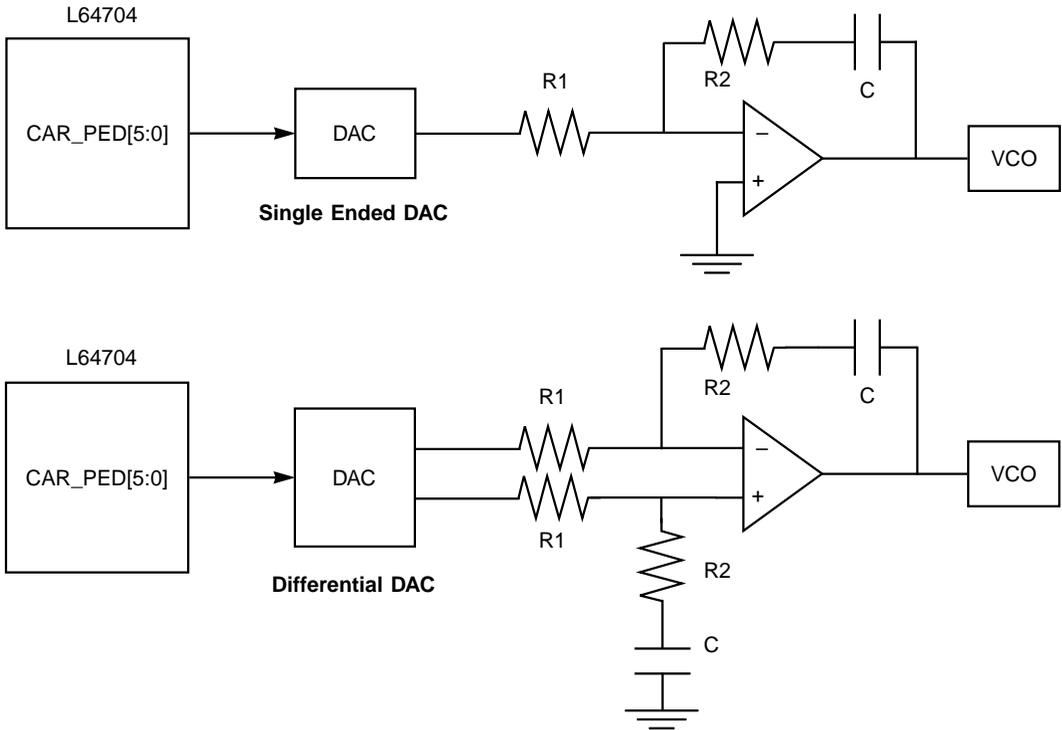 L64704
CAR_PED[5:0]
DAC
Single Ended DAC
R1
R2
C
−
+
VCO
L64704
CAR_PED[5:0]
DAC
Differential DAC
R1
R1
R2
C
−
+
R2
C
VCO